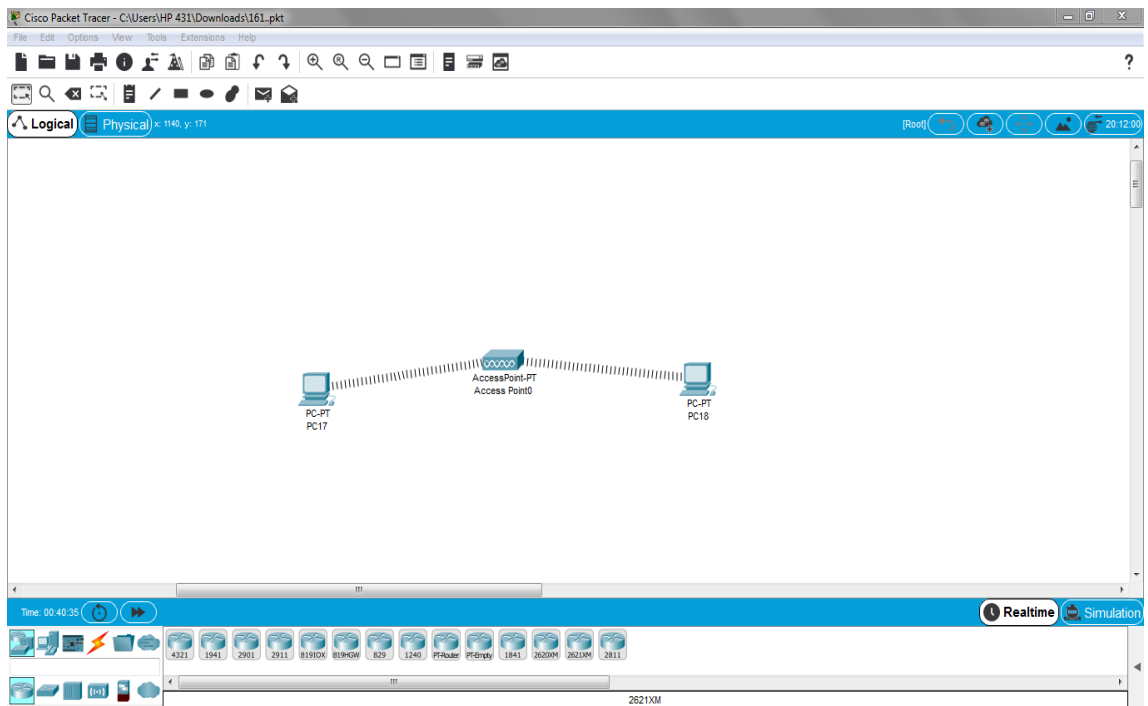 Cisco Packet Tracer - C:\Users\HP 431\Downloads\161_.pkt
File Edit Options View Tools Extensions Help
?
Logical Physical x: 1140, y: 171 [Root] 20:12:00
AccessPoint-PT
Access Point0
PC-PT
PC17
PC-PT
PC18
Time: 00:40:35 Realtime Simulation
4321 1941 2901 2911 819IOX 819HGW 829 1240 PT-Router PT-Empty 1841 2620XM 2621XM 2811
2621XM